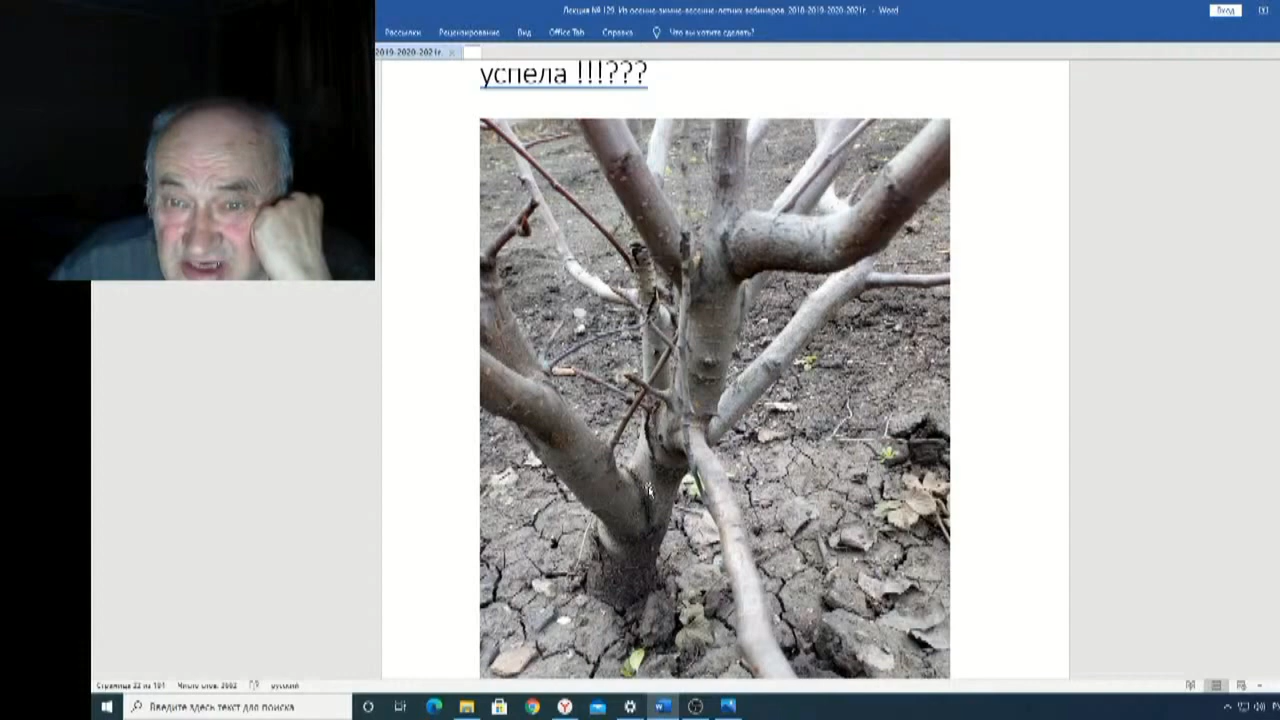 Лекция № 129. Из осенне-зимне-весенне-летних вебинаров 2018-2019-2020-2021г. - Word
Вход
Рассылки Рецензирование Вид Office Tab Справка Что вы хотите сделать?
2019-2020-2021г.
успела !!!???
Страница 22 из 101 Число слов: 2662 русский
Введите здесь текст для поиска